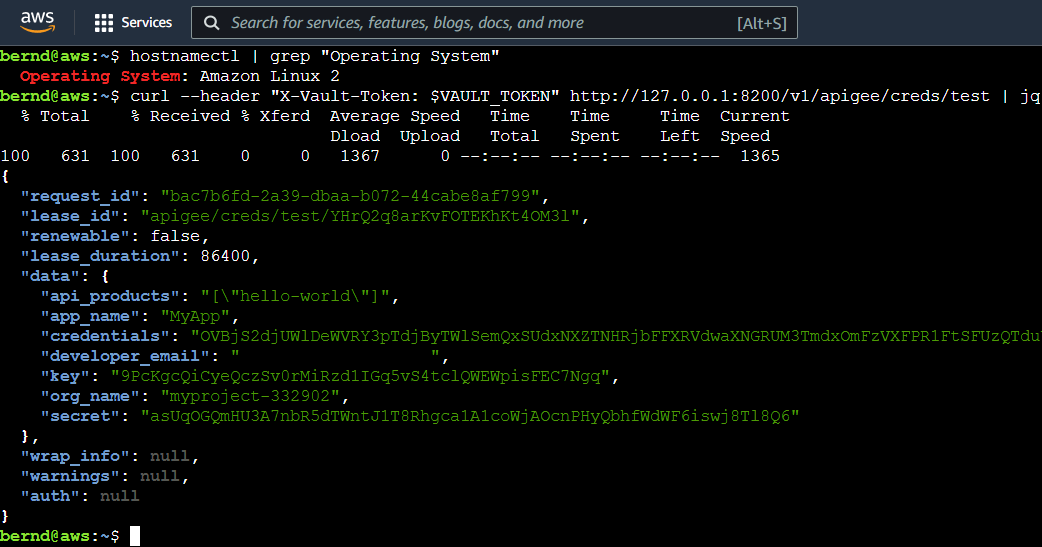 aws Services Search for services, features, blogs, docs, and more [Alt+S]
bernd@aws:~$ hostnamectl | grep "Operating System"
Operating System: Amazon Linux 2
bernd@aws:~$ curl --header "X-Vault-Token: $VAULT_TOKEN" http://127.0.0.1:8200/v1/apigee/creds/test | jq
% Total % Received % Xferd Average Speed Time Time Time Current
Dload Upload Total Spent Left Speed
100 631 100 631 0 0 1367 0 --:--:-- --:--:-- --:--:-- 1365
{
"request_id": "bac7b6fd-2a39-dbaa-b072-44cabe8af799",
"lease_id": "apigee/creds/test/YHrQ2q8arKvFOTEKhKt4OM3l",
"renewable": false,
"lease_duration": 86400,
"data": {
"api_products": "[\"hello-world\"]",
"app_name": "MyApp",
"credentials": "OVBjS2djUWlDeWVRY3pTdjByTWlSemQxSUdxNXZTNHRjbFFXRVdwaXNGRUM3TmdxOmFzVXFPR1FtSFUzQTdu
"developer_email": " ",
"key": "9PcKgcQiCyeQczSv0rMiRzd1IGq5vS4tclQWEWpisFEC7Ngq",
"org_name": "myproject-332902",
"secret": "asUqOGQmHU3A7nbR5dTWntJ1T8Rhgca1A1coWjAOcnPHyQbhfWdWF6iswj8Tl8Q6"
},
"wrap_info": null,
"warnings": null,
"auth": null
}
bernd@aws:~$